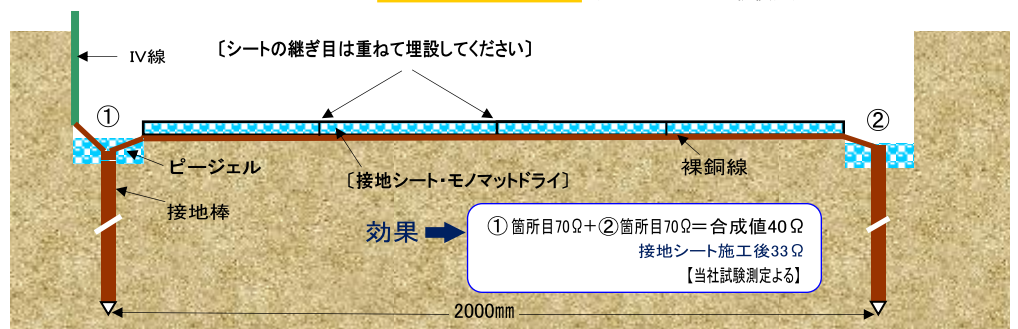 IV線
〔シートの継ぎ目は重ねて埋設してください〕
①
②
ピージェル
〔接地シート・モノマットドライ〕
裸銅線
接地棒
効果
①箇所目70Ω＋②箇所目70Ω＝合成値40Ω
接地シート施工後33Ω
【当社試験測定よる】
2000㎜